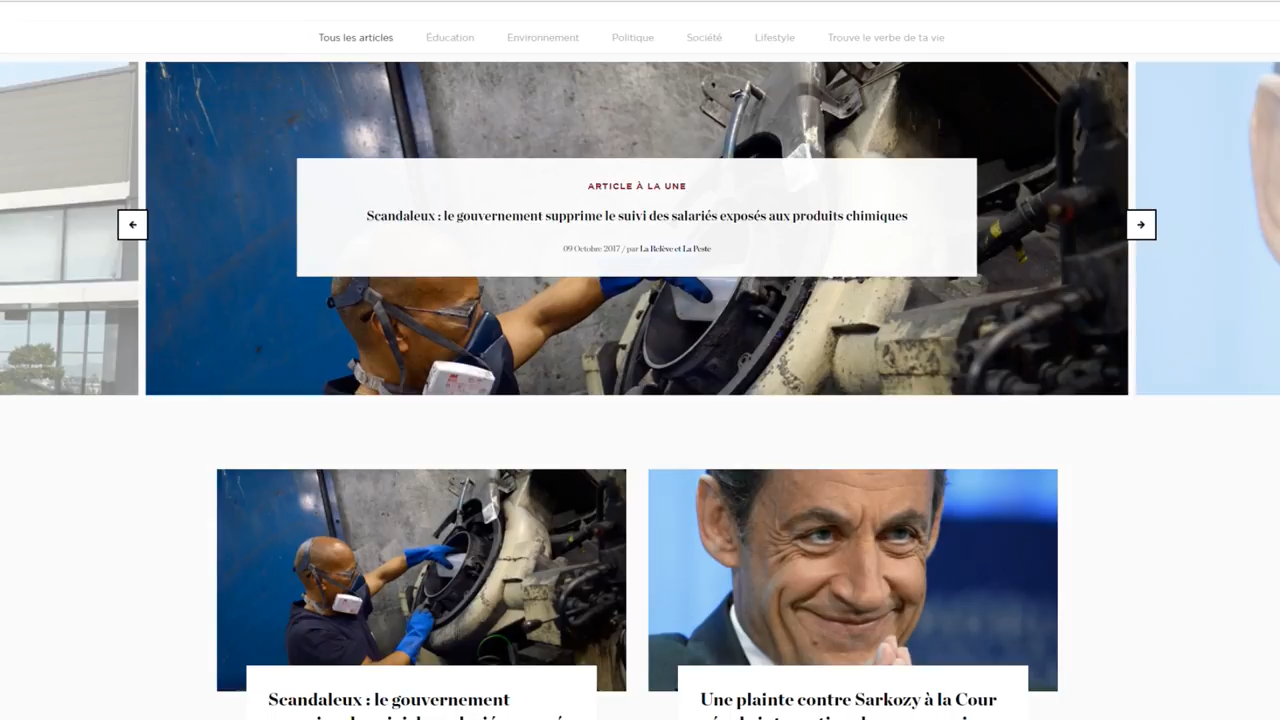 Tous les articles Éducation Environnement Politique Société Lifestyle Trouve le verbe de ta vie
ARTICLE À LA UNE
Scandaleux : le gouvernement supprime le suivi des salariés exposés aux produits chimiques
09 Octobre 2017 / par La Relève et La Peste
Scandaleux : le gouvernement
Une plainte contre Sarkozy à la Cour